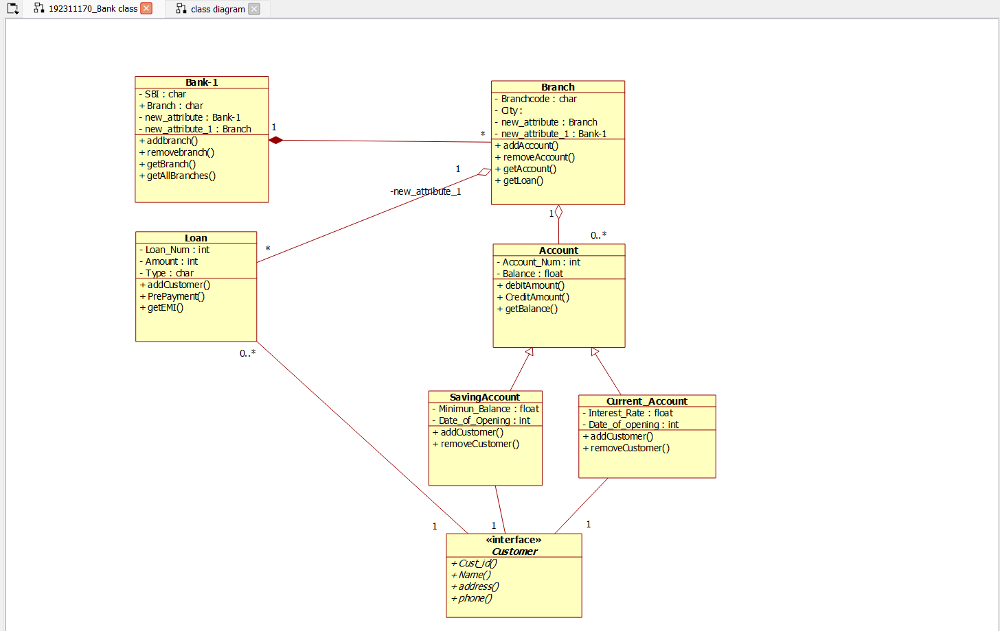 192311170_Bank class
class diagram
Bank-1
- SBI : char
+ Branch : char
- new_attribute : Bank-1
- new_attribute_1 : Branch
+ addbranch()
+ removebranch()
+ getBranch()
+ getAllBranches()
1
*
Branch
- Branchcode : char
- City :
- new_attribute : Branch
- new_attribute_1 : Bank-1
+ addAccount()
+ removeAccount()
+ getAccount()
+ getLoan()
1
-new_attribute_1
*
1
0..*
Loan
- Loan_Num : int
- Amount : int
- Type : char
+ addCustomer()
+ PrePayment()
+ getEMI()
0..*
Account
- Account_Num : int
- Balance : float
+ debitAmount()
+ CreditAmount()
+ getBalance()
SavingAccount
- Minimun_Balance : float
- Date_of_Opening : int
+ addCustomer()
+ removeCustomer()
Current_Account
- Interest_Rate : float
- Date_of_opening : int
+ addCustomer()
+ removeCustomer()
1
1
1
«interface»
Customer
+ Cust_id()
+ Name()
+ address()
+ phone()